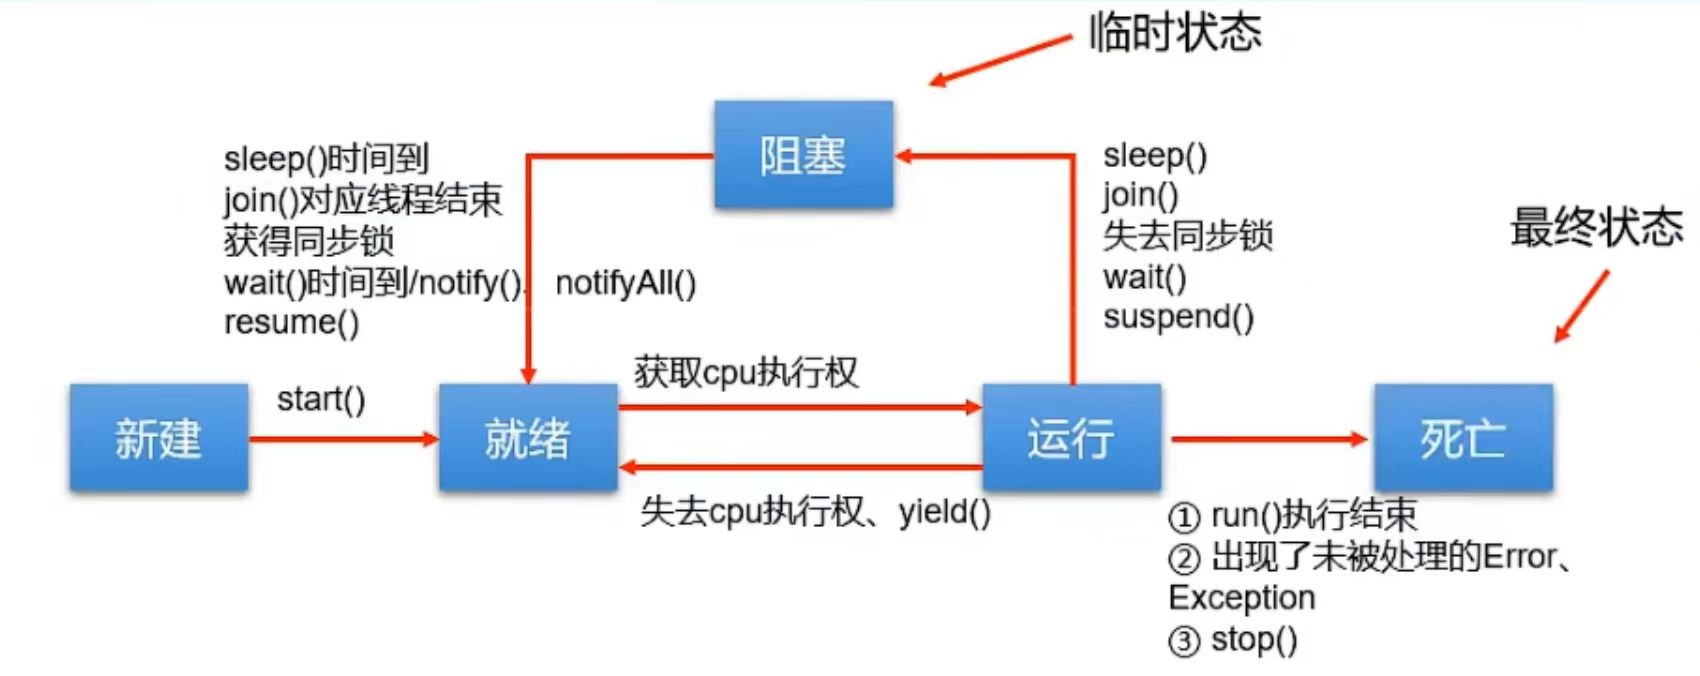 临时状态
阻塞
sleep()时间到
join()对应线程结束
获得同步锁
wait()时间到/notify()、notifyAll()
resume()
sleep()
join()
失去同步锁
wait()
suspend()
最终状态
获取cpu执行权
start()
新建
就绪
运行
死亡
失去cpu执行权、yield()
① run()执行结束
② 出现了未被处理的Error、
Exception
③ stop()